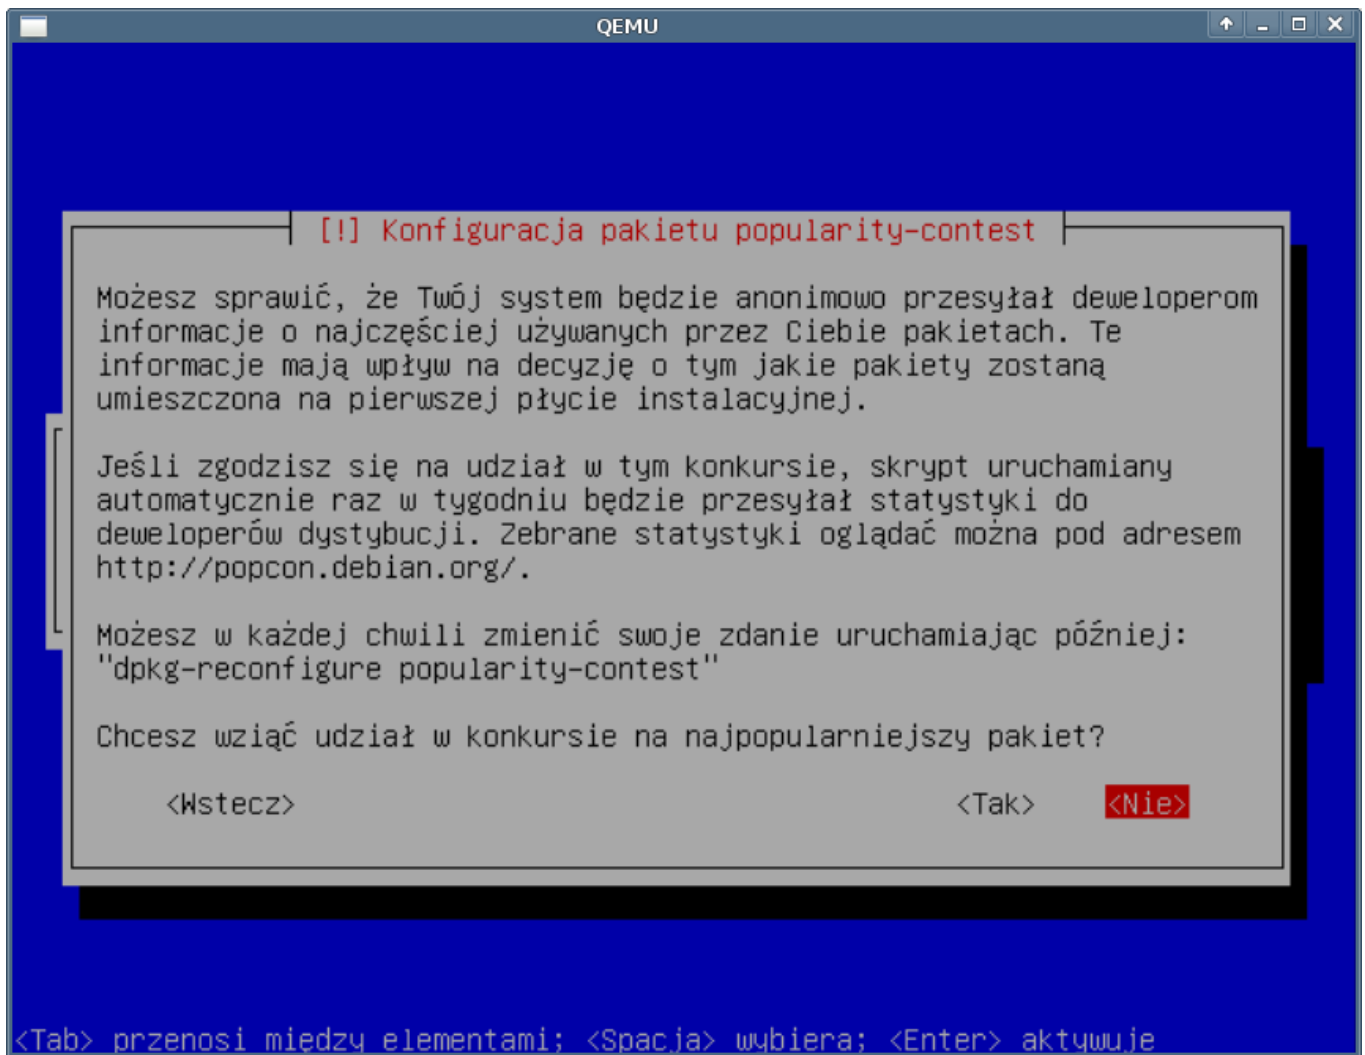 QEMU
[!] Konfiguracja pakietu popularity-contest
Możesz sprawić, że Twój system będzie anonimowo przesyłał deweloperom
informacje o najczęściej używanych przez Ciebie pakietach. Te
informacje mają wpływ na decyzję o tym jakie pakiety zostaną
umieszczona na pierwszej płycie instalacyjnej.
Jeśli zgodzisz się na udział w tym konkursie, skrypt uruchamiany
automatycznie raz w tygodniu będzie przesyłał statystyki do
deweloperów dystybucji. Zebrane statystyki oglądać można pod adresem
http://popcon.debian.org/.
Możesz w każdej chwili zmienić swoje zdanie uruchamiając później:
"dpkg-reconfigure popularity-contest"
Chcesz wziąć udział w konkursie na najpopularniejszy pakiet?
<Wstecz> <Tak> <Nie>
<Tab> przenosi między elementami; <Spacja> wybiera; <Enter> aktywuje